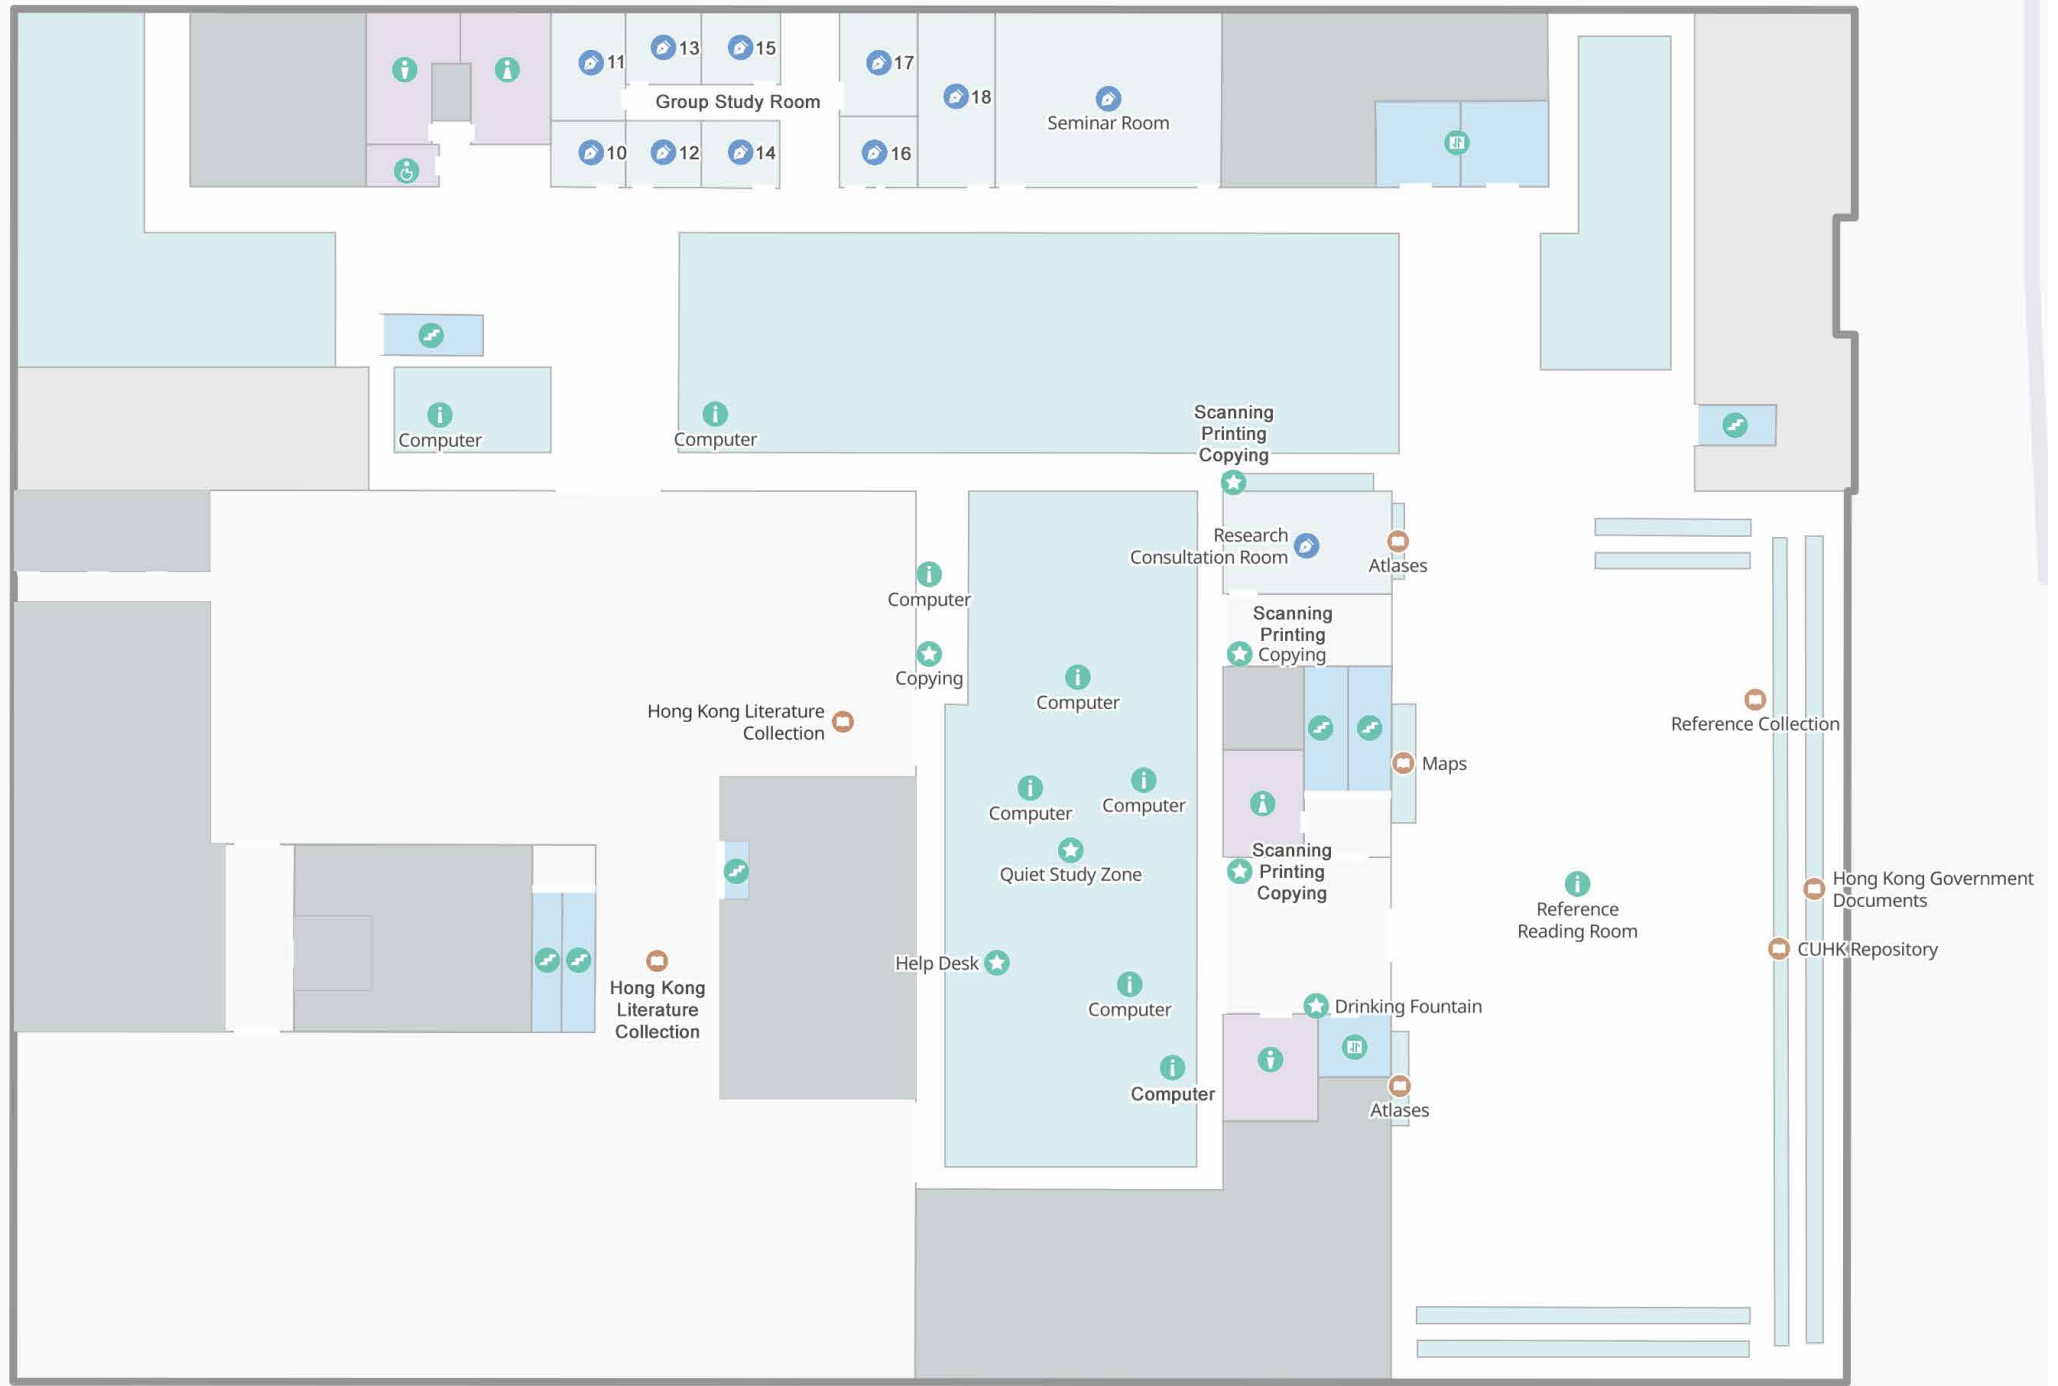 11
13
15
17
18
Group Study Room
Seminar Room
10
12
14
16
Computer
Computer
Scanning
Printing
Copying
Research
Consultation Room
Atlases
Computer
Scanning
Printing
Copying
Copying
Computer
Hong Kong Literature
Collection
Reference Collection
Maps
Computer
Computer
Quiet Study Zone
Scanning
Printing
Copying
Hong Kong Government
Documents
Reference
Reading Room
CUHK Repository
Help Desk
Hong Kong
Literature
Collection
Computer
Drinking Fountain
Computer
Atlases